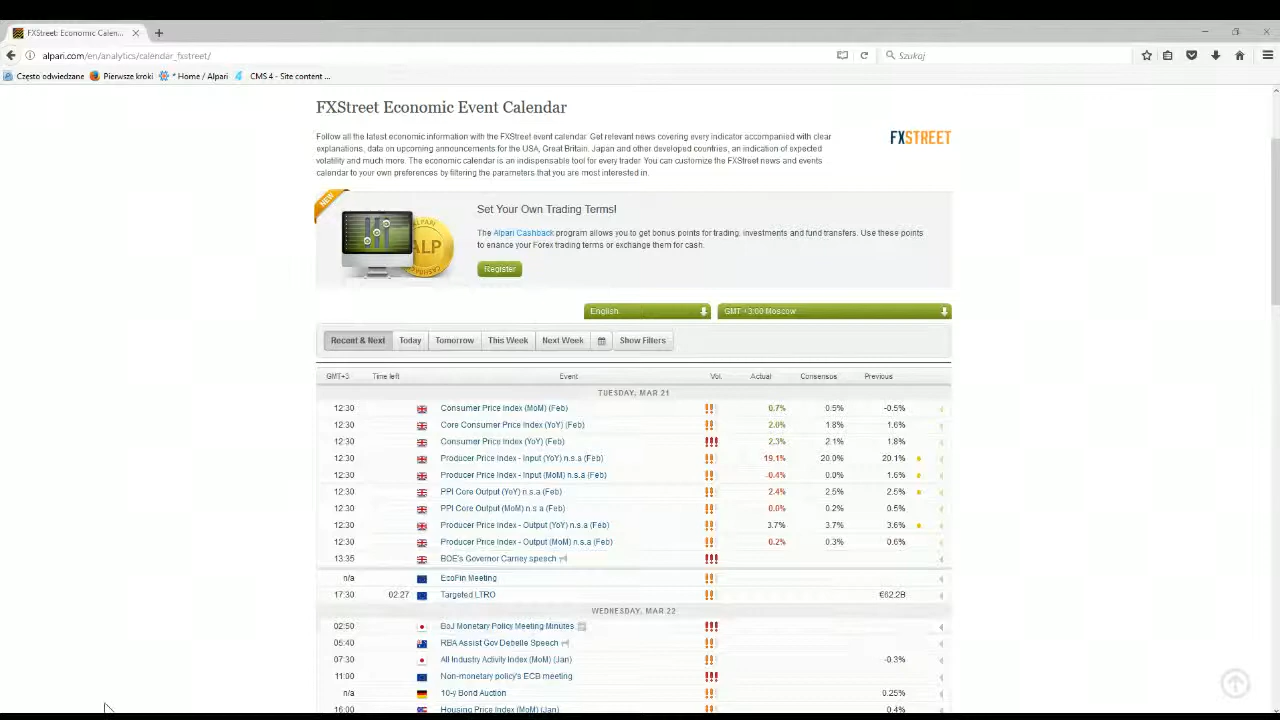 FXStreet: Economic Calen...
alpari.com/en/analytics/calendar_fxstreet/
Szukaj
Często odwiedzane Pierwsze kroki * Home / Alpari CMS 4 - Site content ...
FXStreet Economic Event Calendar
Follow all the latest economic information with the FXStreet event calendar. Get relevant news covering every indicator accompanied with clear
explanations, data on upcoming announcements for the USA, Great Britain, Japan and other developed countries, an indication of expected
volatility and much more. The economic calendar is an indispensable tool for every trader. You can customize the FXStreet news and events
calendar to your own preferences by filtering the parameters that you are most interested in.
FXSTREET
NEW
ALPARI
ALP
CASHBACK
Set Your Own Trading Terms!
The Alpari Cashback program allows you to get bonus points for trading, investments and fund transfers. Use these points
to enance your Forex trading terms or exchange them for cash.
Register
English GMT +3:00 Moscow
Recent & Next Today Tomorrow This Week Next Week Show Filters
GMT+3 Time left Event Vol. Actual Consensus Previous
TUESDAY, MAR 21
12:30 Consumer Price Index (MoM) (Feb) 0.7% 0.5% -0.5%
12:30 Core Consumer Price Index (YoY) (Feb) 2.0% 1.8% 1.6%
12:30 Consumer Price Index (YoY) (Feb) 2.3% 2.1% 1.8%
12:30 Producer Price Index - Input (YoY) n.s.a (Feb) 19.1% 20.0% 20.1%
12:30 Producer Price Index - Input (MoM) n.s.a (Feb) -0.4% 0.0% 1.6%
12:30 PPI Core Output (YoY) n.s.a (Feb) 2.4% 2.5% 2.5%
12:30 PPI Core Output (MoM) n.s.a (Feb) 0.0% 0.2% 0.5%
12:30 Producer Price Index - Output (YoY) n.s.a (Feb) 3.7% 3.7% 3.6%
12:30 Producer Price Index - Output (MoM) n.s.a (Feb) 0.2% 0.3% 0.6%
13:35 BOE's Governor Carney speech
n/a EcoFin Meeting
17:30 02:27 Targeted LTRO €62.2B
WEDNESDAY, MAR 22
02:50 BoJ Monetary Policy Meeting Minutes
05:40 RBA Assist Gov Debelle Speech
07:30 All Industry Activity Index (MoM) (Jan) -0.3%
11:00 Non-monetary policy's ECB meeting
n/a 10-y Bond Auction 0.25%
16:00 Housing Price Index (MoM) (Jan) 0.4%